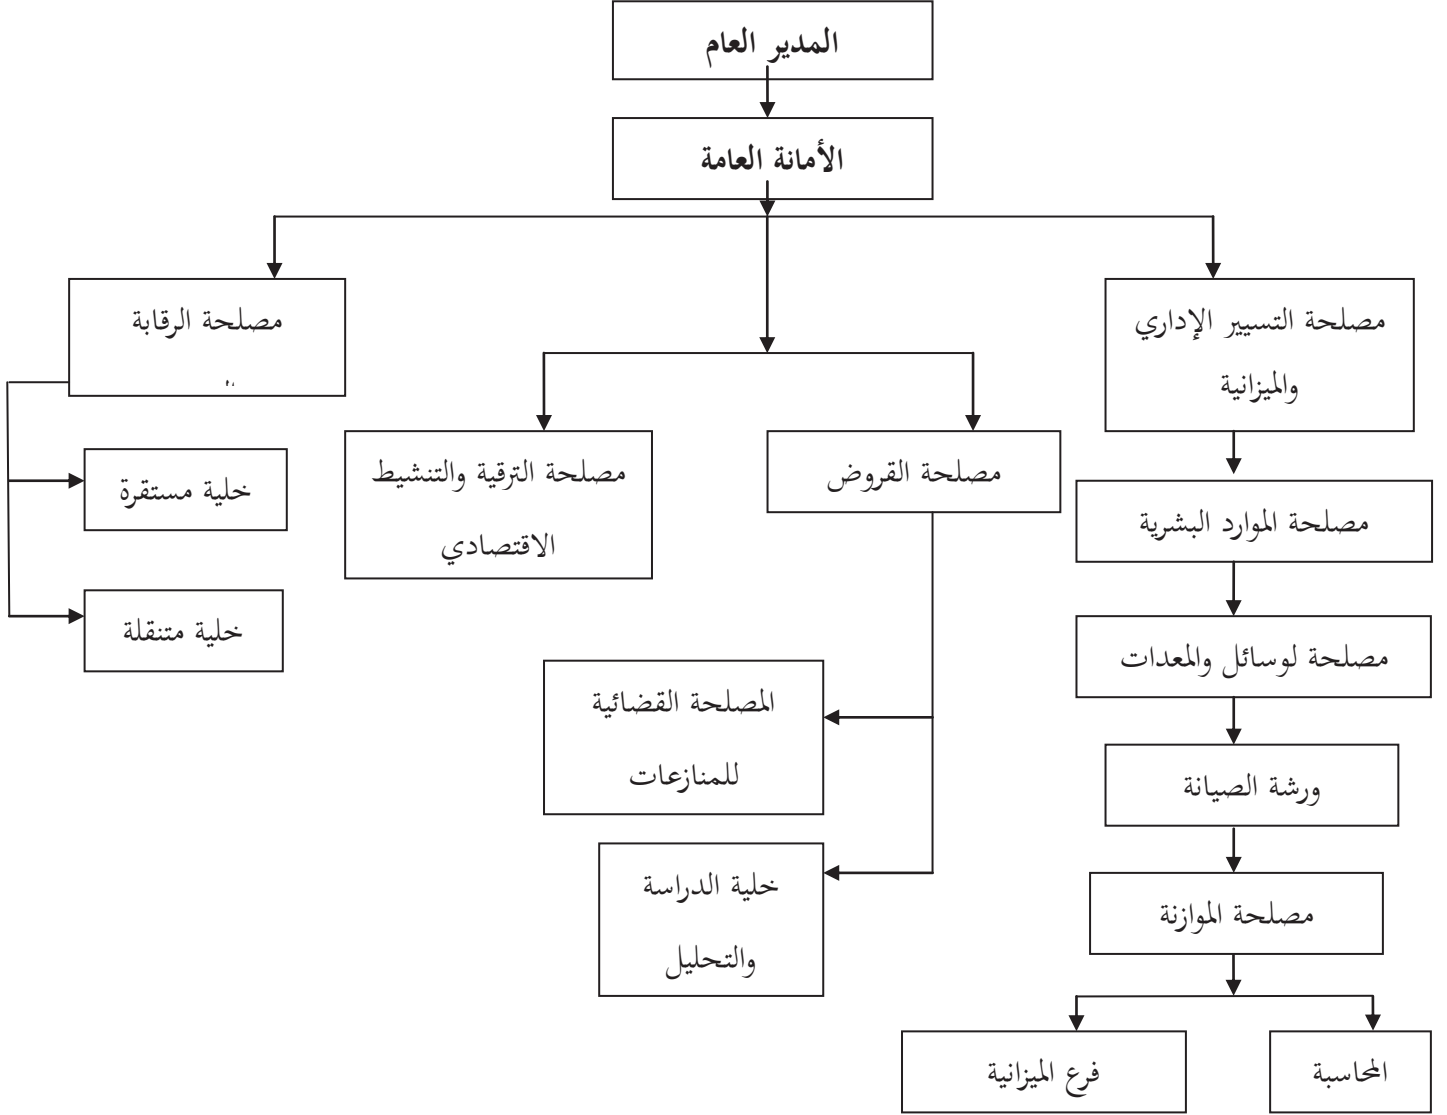 المدير العام
الأمانة العامة
مصلحة التسيير الإداري
والميزانية
مصلحة الرقابة
مصلحة القروض
مصلحة الترقية والتنشيط
الاقتصادي
خلية مستقرة
خلية متنقلة
مصلحة الموارد البشرية
مصلحة لوسائل والمعدات
المصلحة القضائية
للمنازعات
ورشة الصيانة
خلية الدراسة
والتحليل
مصلحة الموازنة
المحاسبة
فرع الميزانية